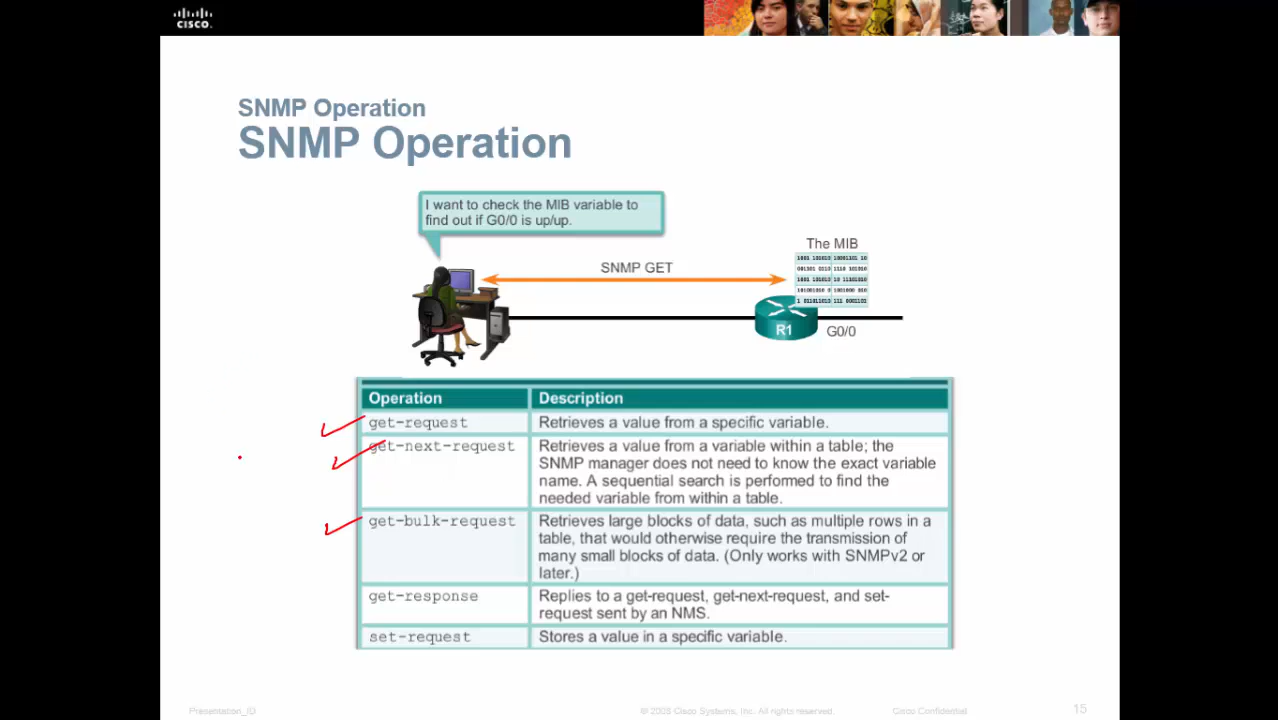 CISCO.
SNMP Operation
SNMP Operation
I want to check the MIB variable to
find out if G0/0 is up/up.
The MIB
SNMP GET
R1
G0/0
Operation
Description
get-request
Retrieves a value from a specific variable.
get-next-request
Retrieves a value from a variable within a table; the
SNMP manager does not need to know the exact variable
name. A sequential search is performed to find the
needed variable from within a table.
get-bulk-request
Retrieves large blocks of data, such as multiple rows in a
table, that would otherwise require the transmission of
many small blocks of data. (Only works with SNMPv2 or
later.)
get-response
Replies to a get-request, get-next-request, and set-
request sent by an NMS.
set-request
Stores a value in a specific variable.
Presentation_ID
© 2008 Cisco Systems, Inc. All rights reserved.
Cisco Confidential
15